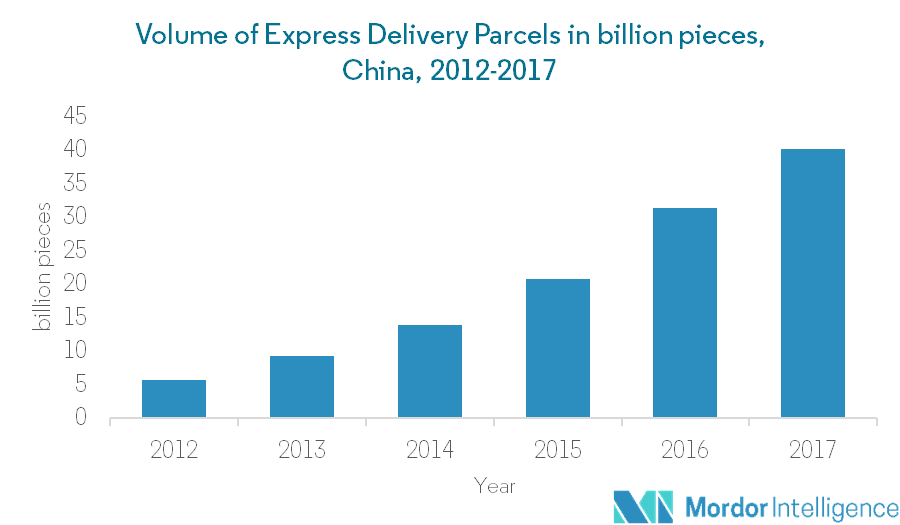 Volume of Express Delivery Parcels in billion pieces,
China, 2012-2017
45
40
35
30
25
20
15
10
5
0
billion pieces
2012 2013 2014 2015 2016 2017
Year
Mordor Intelligence